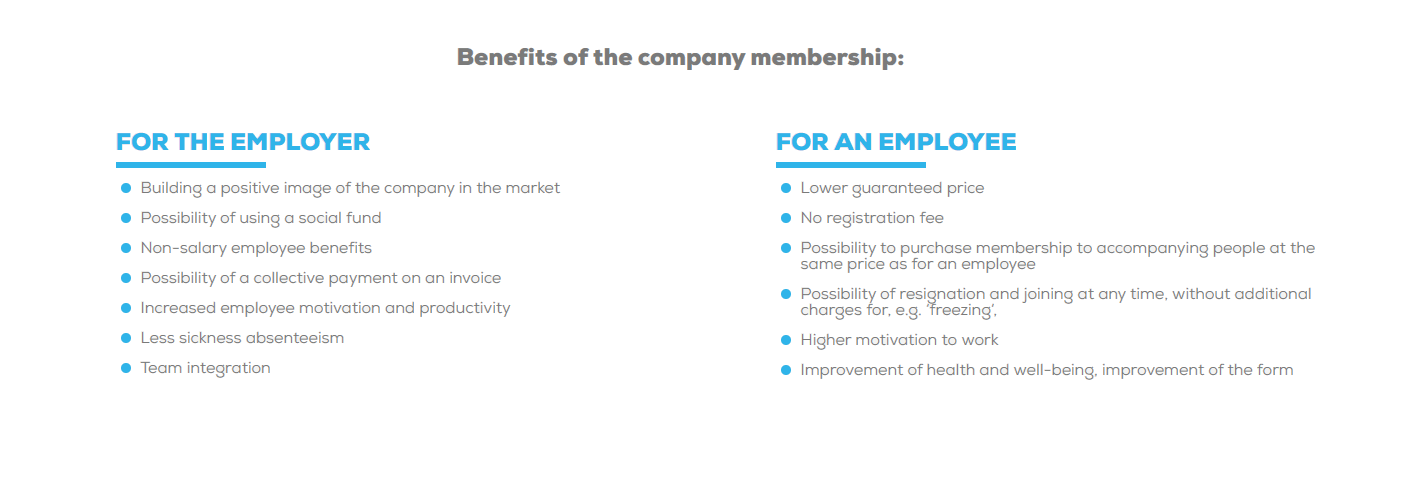 Benefits of the company membership:
FOR THE EMPLOYER
Building a positive image of the company in the market
Possibility of using a social fund
Non-salary employee benefits
Possibility of a collective payment on an invoice
Increased employee motivation and productivity
Less sickness absenteeism
Team integration
FOR AN EMPLOYEE
Lower guaranteed price
No registration fee
Possibility to purchase membership to accompanying people at the
same price as for an employee
Possibility of resignation and joining at any time, without additional
charges for, e.g. ‘freezing’,
Higher motivation to work
Improvement of health and well-being, improvement of the form